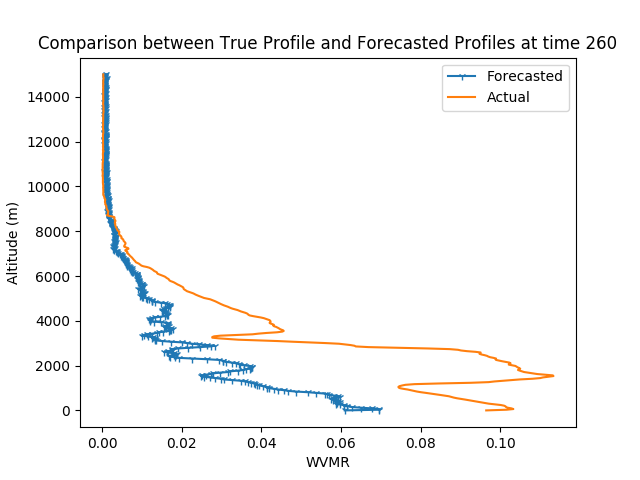 Comparison between True Profile and Forecasted Profiles at time 260
Forecasted
Actual
14000
12000
10000
8000
6000
4000
2000
0
Altitude (m)
0.00 0.02 0.04 0.06 0.08 0.10
WVMR